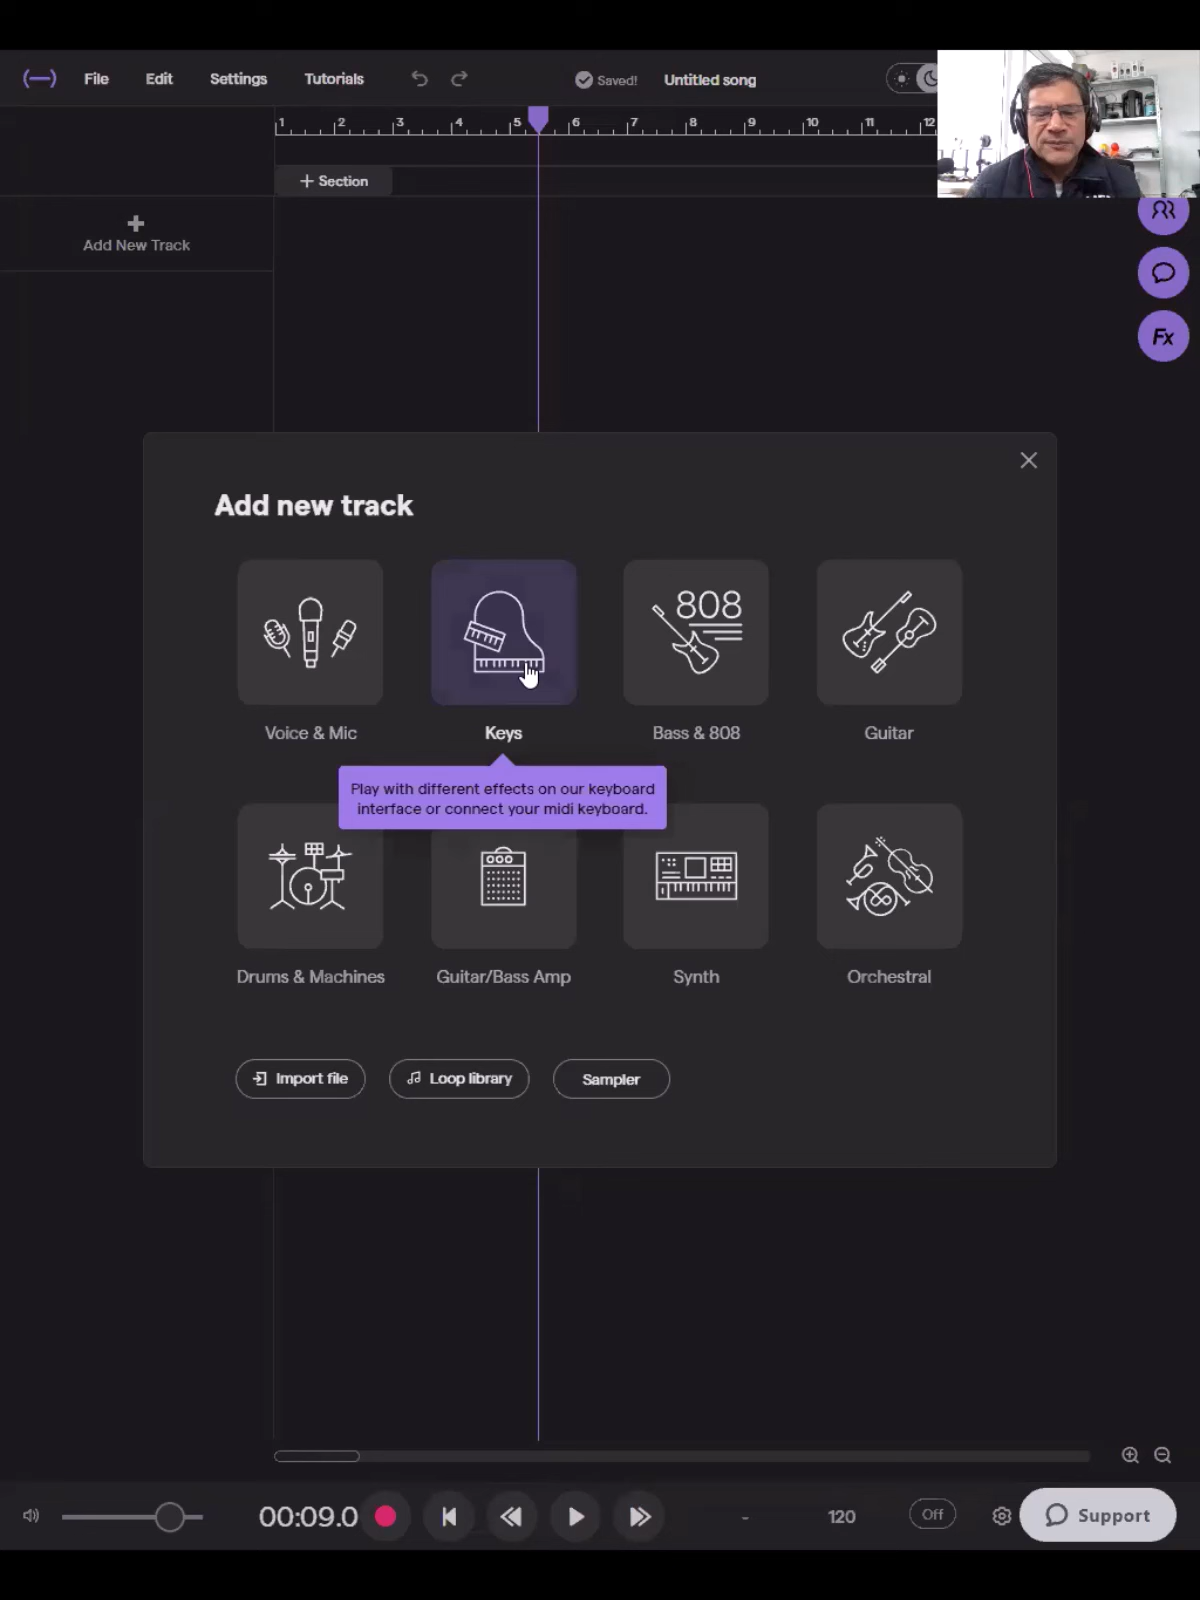 File Edit Settings Tutorials Saved! Untitled song
1 2 3 4 5 6 7 8 9 10 11 12
+ Section
Add New Track
Fx
Add new track
808
Voice & Mic Keys Bass & 808 Guitar
Play with different effects on our keyboard
interface or connect your midi keyboard.
Drums & Machines Guitar/Bass Amp Synth Orchestral
Import file Loop library Sampler
00:09.0 - 120 Off Support